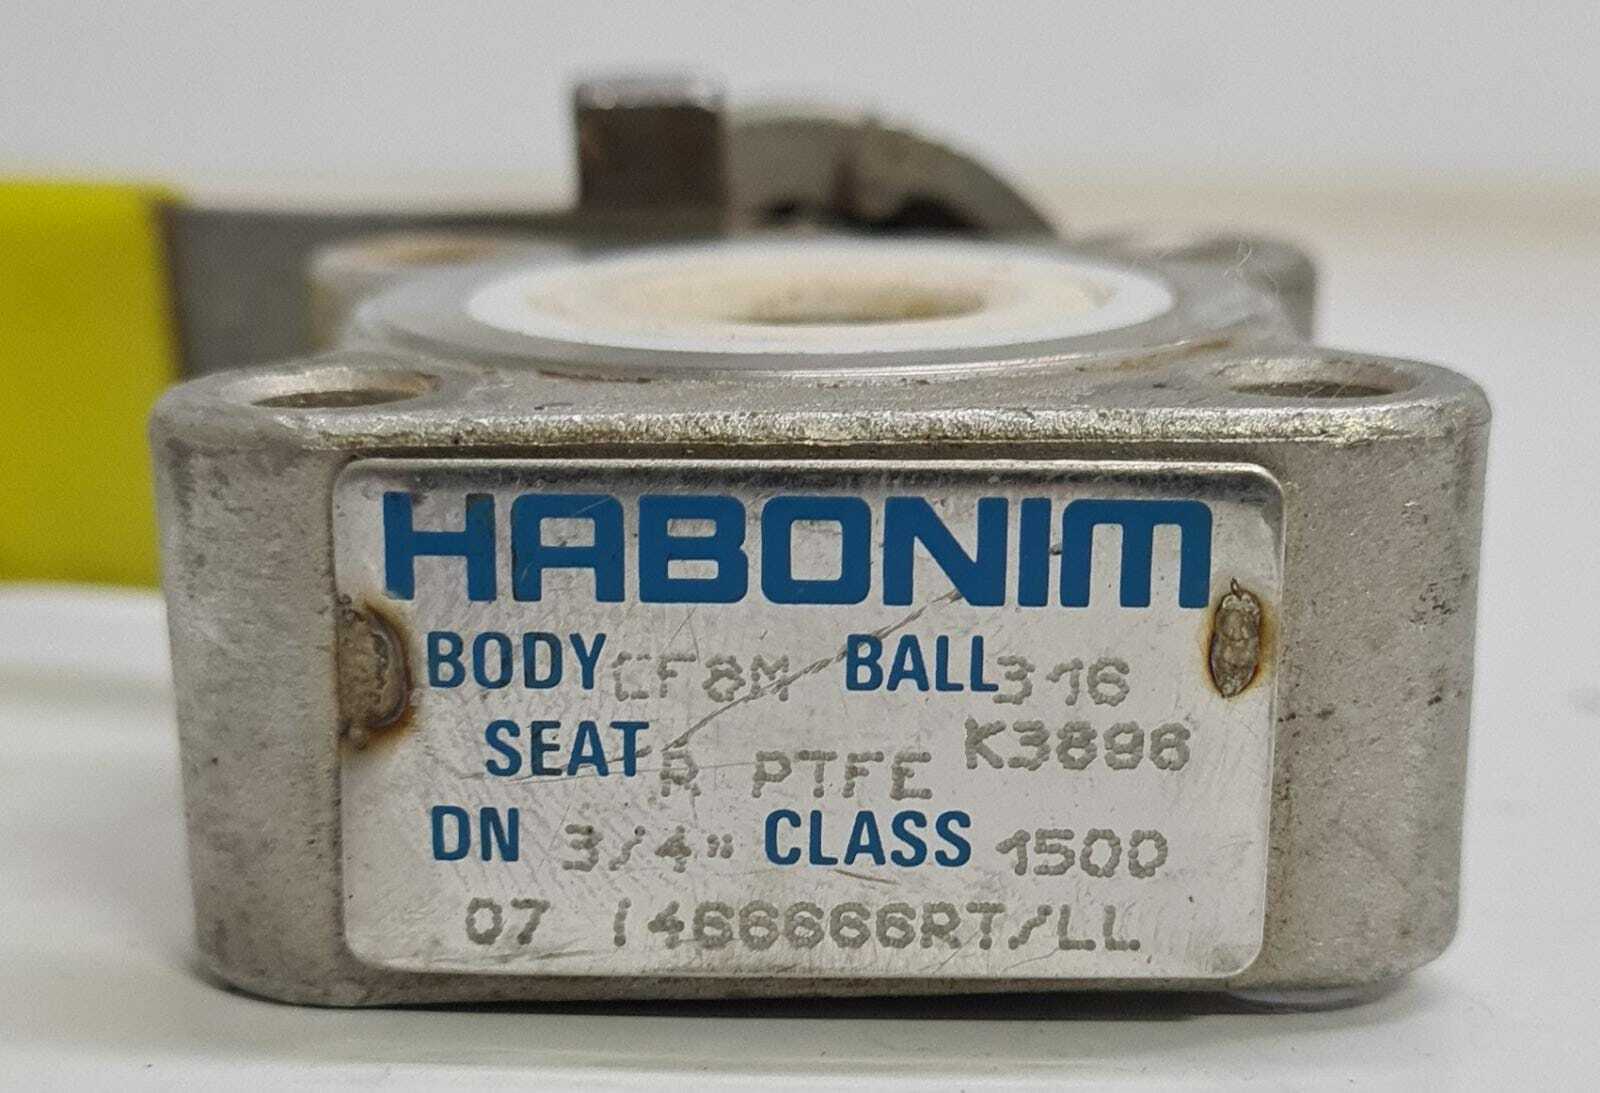 HABONIM
BODY CF8M BALL 316
SEAT R PTFE K3896
DN 3/4" CLASS 1500
07 1466666RT/LL